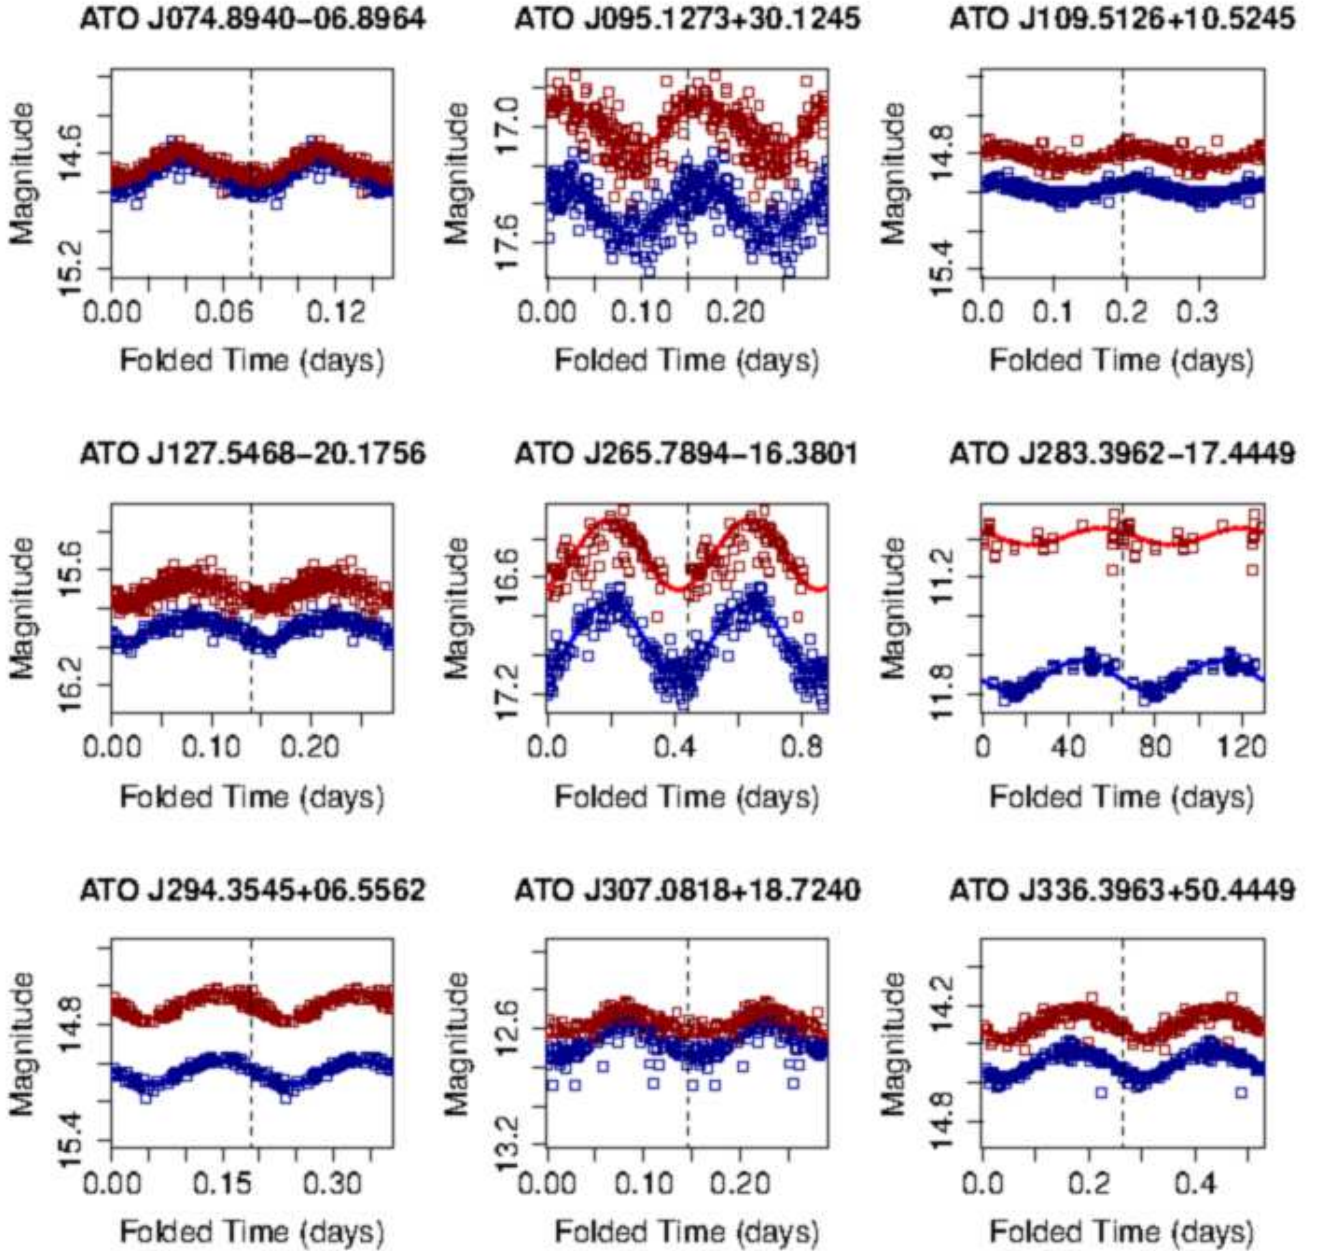 ATO J074.8940−06.8964
Magnitude
14.6
15.2
0.00 0.06 0.12
Folded Time (days)
ATO J095.1273+30.1245
Magnitude
17.0
17.6
0.00 0.10 0.20
Folded Time (days)
ATO J109.5126+10.5245
Magnitude
14.8
15.4
0.0 0.1 0.2 0.3
Folded Time (days)
ATO J127.5468−20.1756
Magnitude
15.6
16.2
0.00 0.10 0.20
Folded Time (days)
ATO J265.7894−16.3801
Magnitude
16.6
17.2
0.0 0.4 0.8
Folded Time (days)
ATO J283.3962−17.4449
Magnitude
11.2
11.8
0 40 80 120
Folded Time (days)
ATO J294.3545+06.5562
Magnitude
14.8
15.4
0.00 0.15 0.30
Folded Time (days)
ATO J307.0818+18.7240
Magnitude
12.6
13.2
0.00 0.10 0.20
Folded Time (days)
ATO J336.3963+50.4449
Magnitude
14.2
14.8
0.0 0.2 0.4
Folded Time (days)